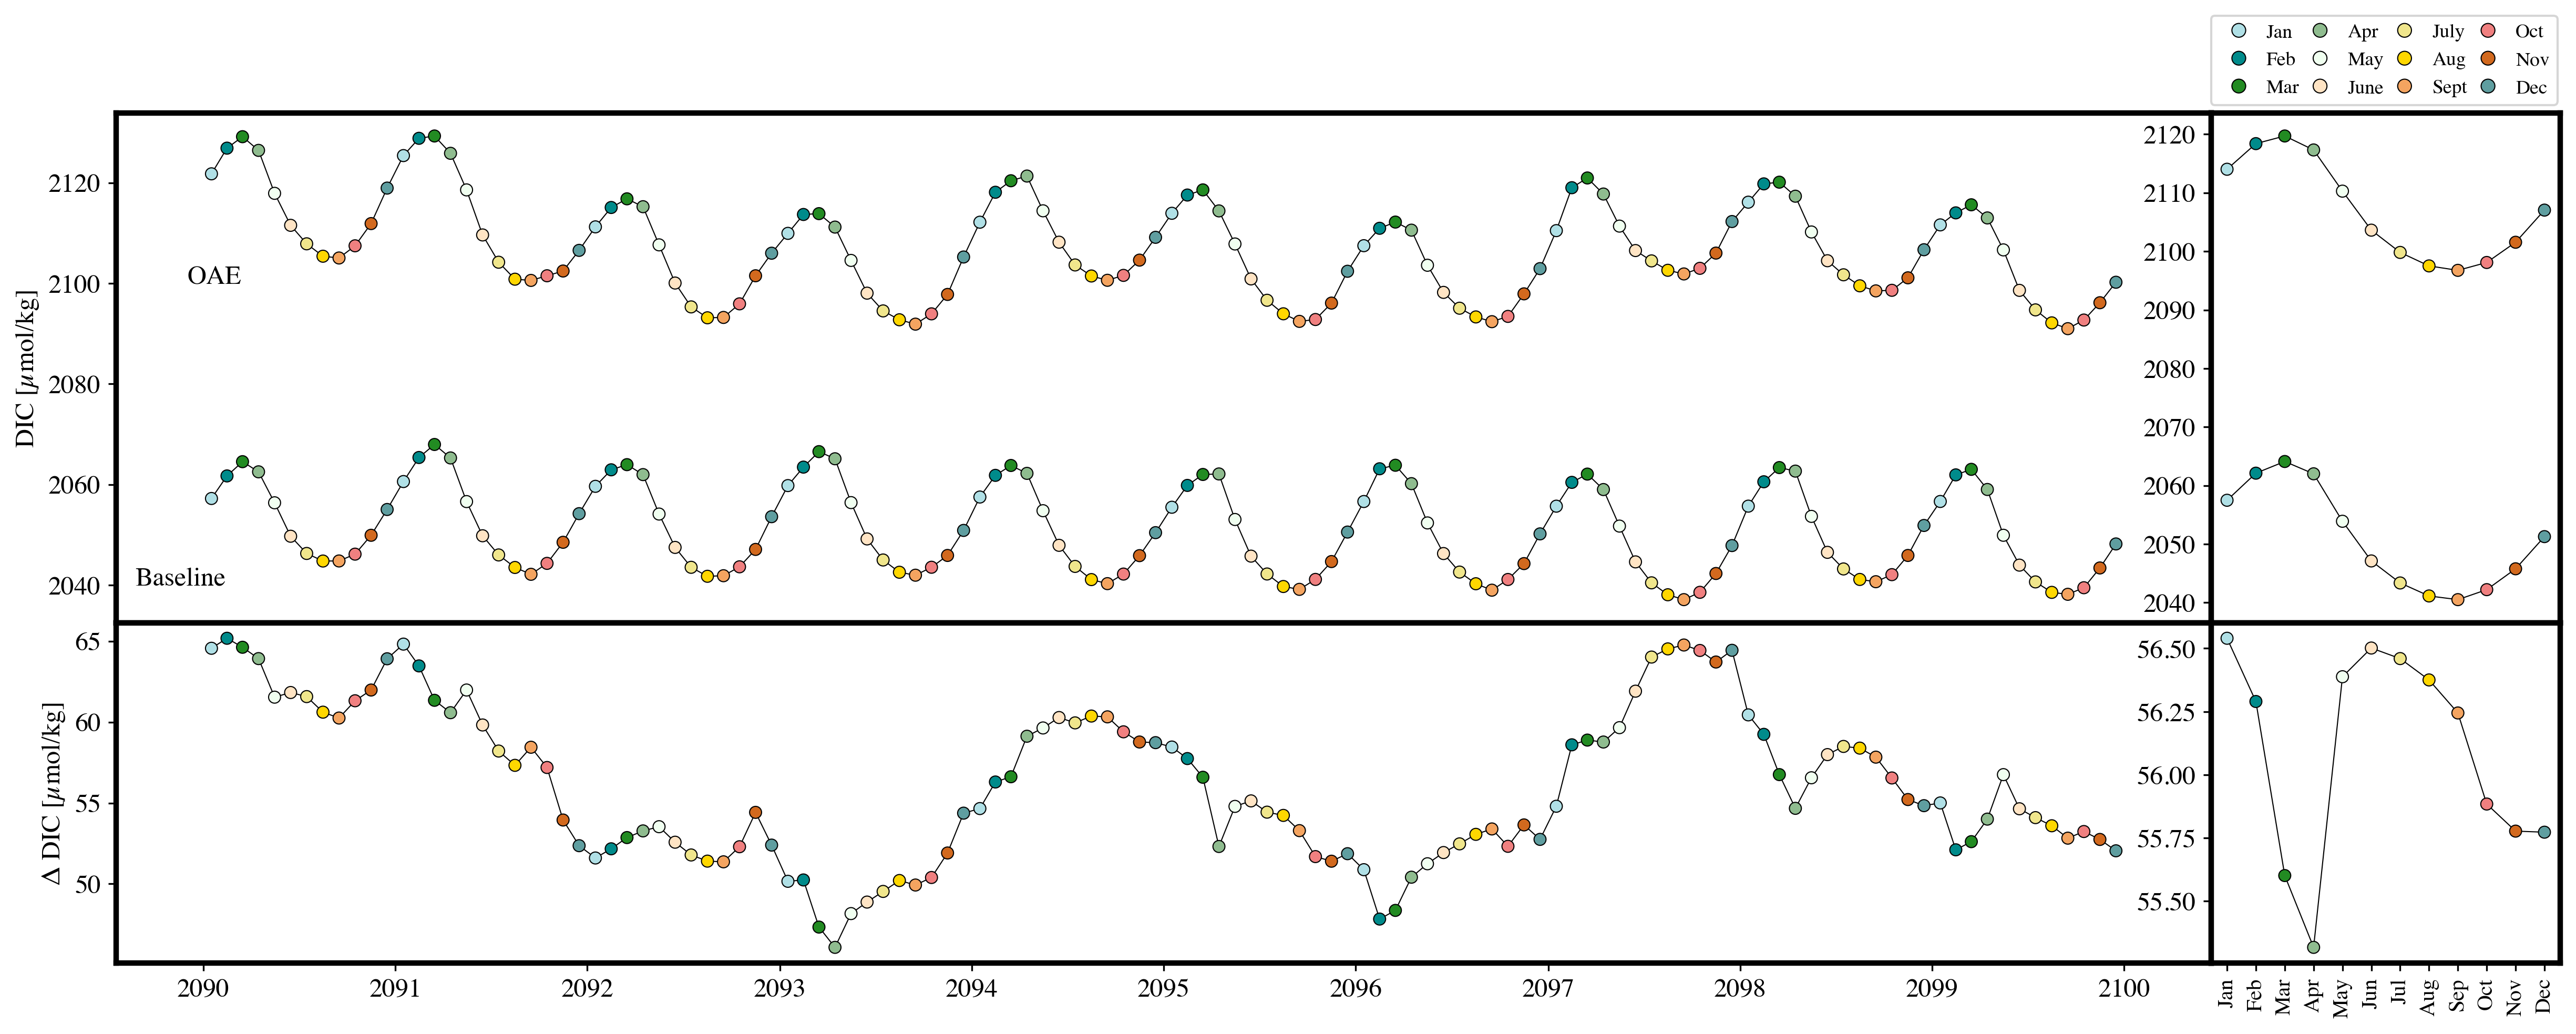 Jan Apr July Oct
Feb May Aug Nov
Mar June Sept Dec
DIC [µmol/kg]
2120
2100
2080
2060
2040
OAE
Baseline
2120
2110
2100
2090
2080
2070
2060
2050
2040
Δ DIC [µmol/kg]
65
60
55
50
56.50
56.25
56.00
55.75
55.50
2090 2091 2092 2093 2094 2095 2096 2097 2098 2099 2100
Jan Feb Mar Apr May Jun Jul Aug Sep Oct Nov Dec